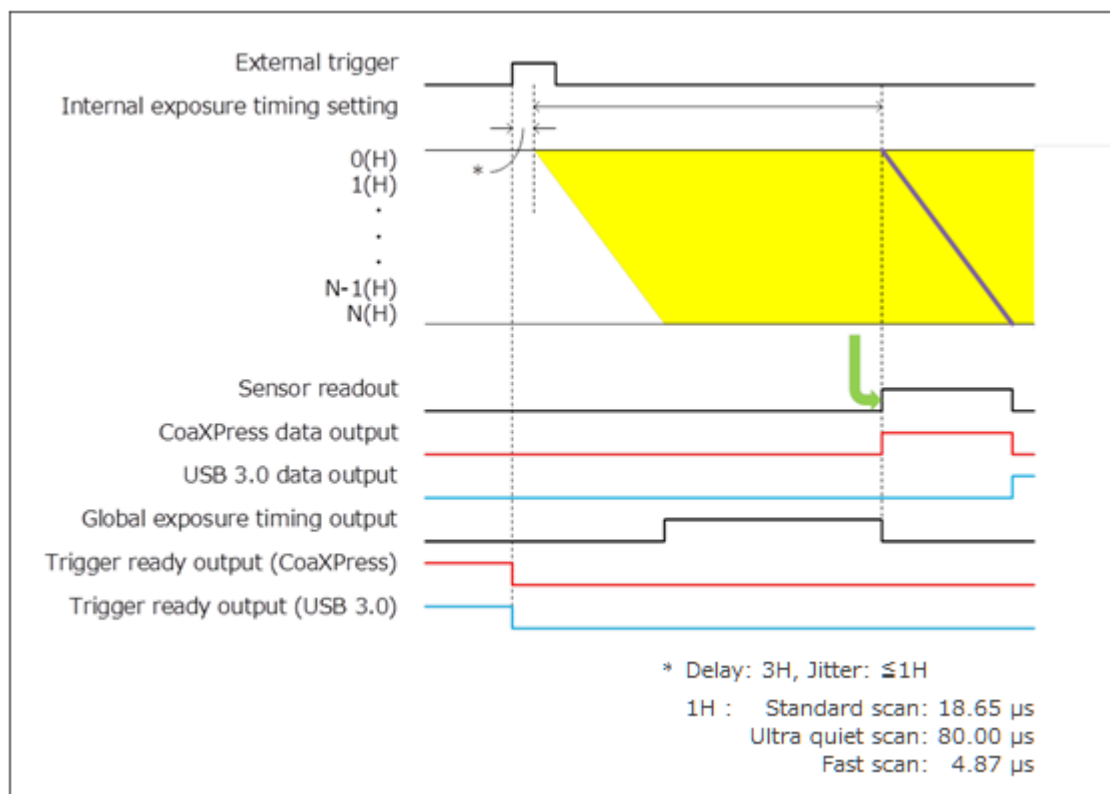 External trigger
Internal exposure timing setting
*
0(H)
1(H)
.
.
.
N-1(H)
N(H)
Sensor readout
CoaXPress data output
USB 3.0 data output
Global exposure timing output
Trigger ready output (CoaXPress)
Trigger ready output (USB 3.0)
* Delay: 3H, Jitter: ≦1H
1H : Standard scan: 18.65 µs
Ultra quiet scan: 80.00 µs
Fast scan: 4.87 µs